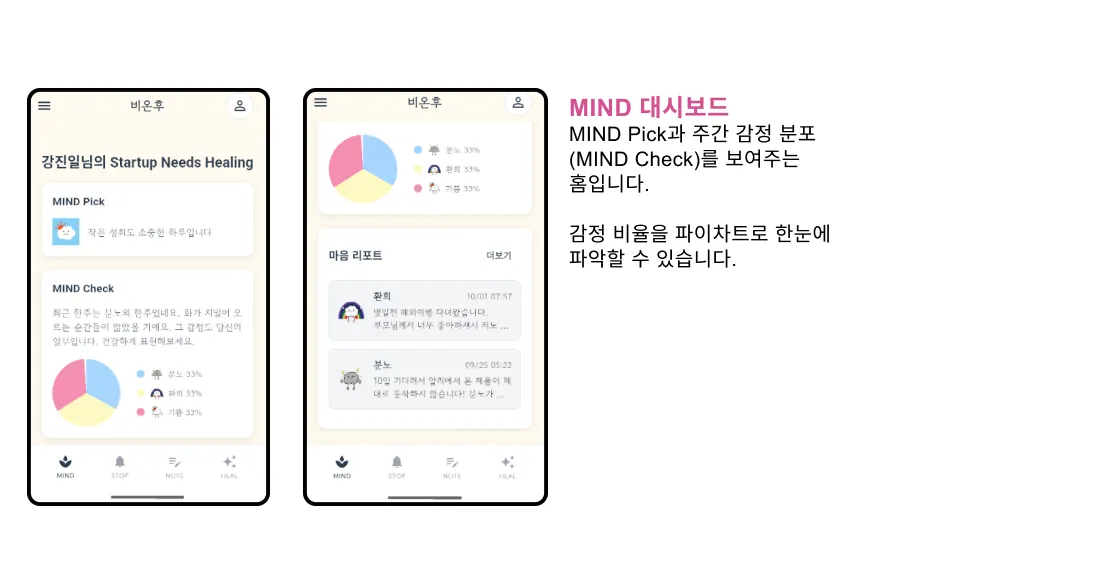 비온후
강진일님의 Startup Needs Healing
MIND Pick
작은 성취도 소중한 하루입니다
MIND Check
최근 한주는 분노의 한주였네요. 화가 치밀어 오
르는 순간들이 많았을 거예요. 그 감정도 당신의
일부입니다. 건강하게 표현해보세요.
분노 33%
환희 33%
기쁨 33%
MIND
STOP
NOTE
HEAL
비온후
분노 33%
환희 33%
기쁨 33%
마음 리포트
더보기
환희
10/01 07:57
몇일전 해외여행 다녀왔습니다.
부모님께서 너무 좋아하셔서 저도 ...
분노
09/25 05:22
10일 기다려서 알리에서 온 제품이 제
대로 동작하지 않습니다! 분노가 ...
MIND
STOP
NOTE
HEAL
MIND 대시보드
MIND Pick과 주간 감정 분포
(MIND Check)를 보여주는
홈입니다.
감정 비율을 파이차트로 한눈에
파악할 수 있습니다.